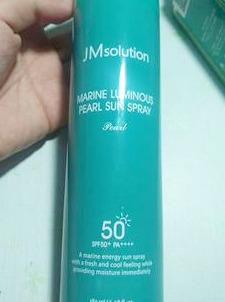 JMsolution
MARINE LUMINOUS
PEARL SUN SPRAY
Pearl
50
SPF50+ PA++++
A marine energy sun spray
with a fresh and cool feeling while
providing moisture immediately